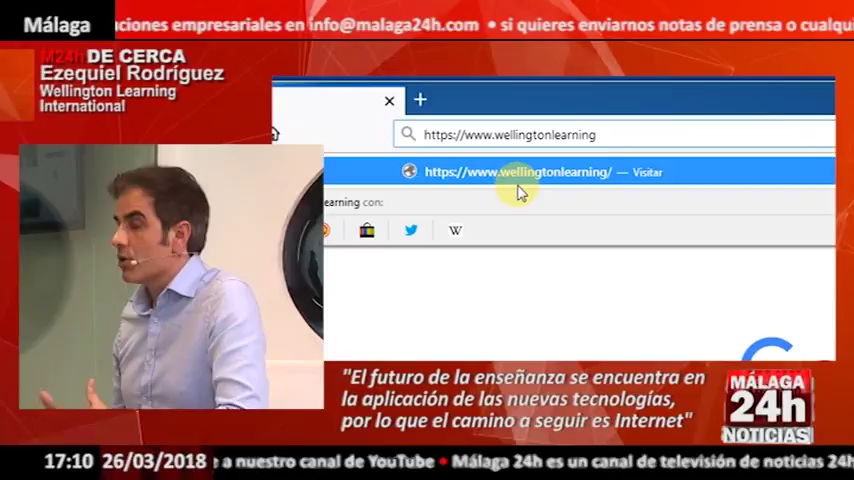 Málaga
aciones empresariales en info@malaga24h.com • si quieres enviarnos notas de prensa o cualqui
M24h DE CERCA
Ezequiel Rodríguez
Wellington Learning
International
https://www.wellingtonlearning
https://www.wellingtonlearning/ — Visitar
earning con:
W
"El futuro de la enseñanza se encuentra en
la aplicación de las nuevas tecnologías,
por lo que el camino a seguir es Internet"
MÁLAGA
24h
NOTICIAS
17:10 26/03/2018 e a nuestro canal de YouTube • Málaga 24h es un canal de televisión de noticias 24h